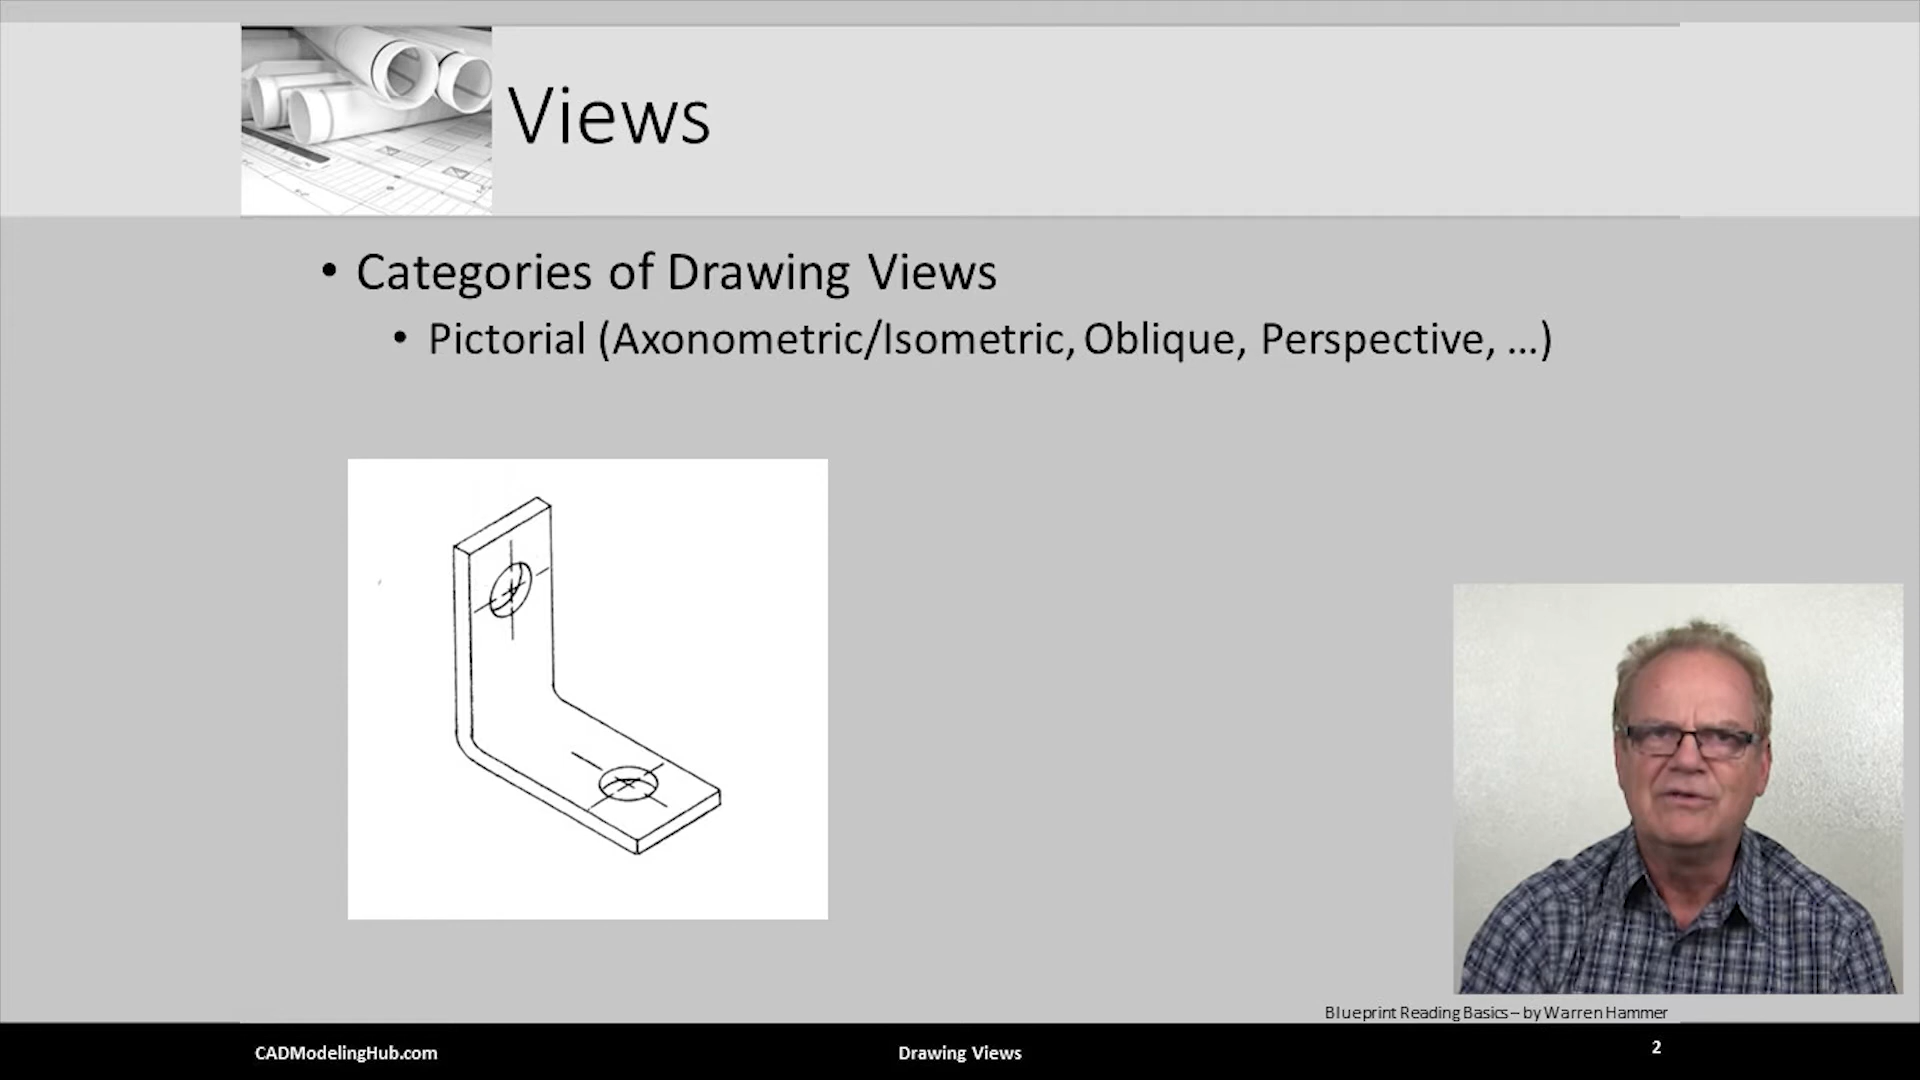 Views
• Categories of Drawing Views
• Pictorial (Axonometric/Isometric, Oblique, Perspective, ...)
Blueprint Reading Basics – by Warren Hammer
CADModelingHub.com
Drawing Views
2